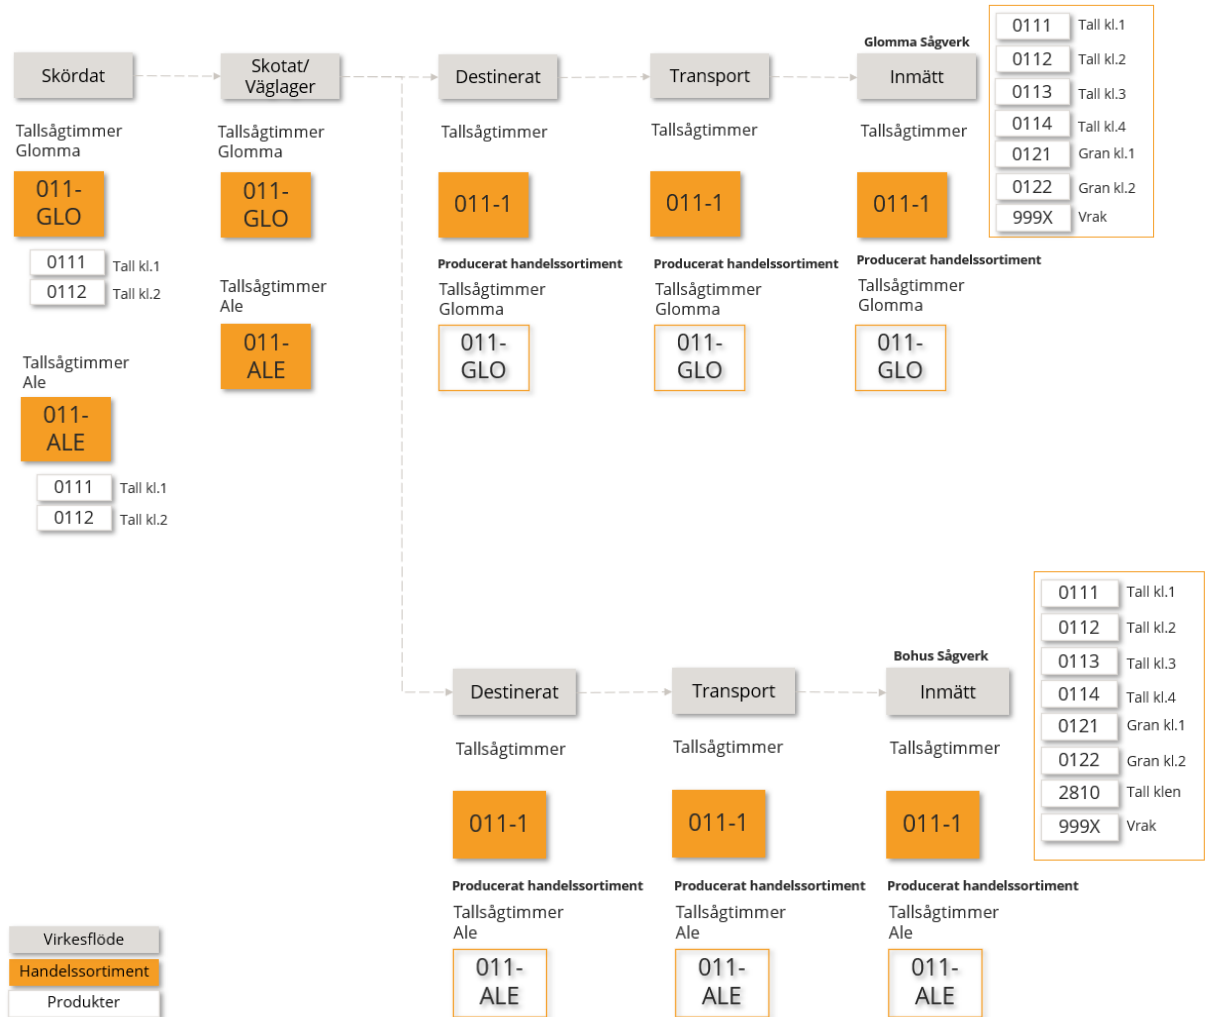 Skördat
Skotat/
Väglager
Destinerat
Transport
Glomma Sågverk
Inmätt
Tallsågtimmer
Glomma
011-
GLO
0111 Tall kl.1
0112 Tall kl.2
Tallsågtimmer
Ale
011-
ALE
0111 Tall kl.1
0112 Tall kl.2
Tallsågtimmer
Glomma
011-
GLO
Tallsågtimmer
Ale
011-
ALE
Tallsågtimmer
011-1
Producerat handelssortiment
Tallsågtimmer
Glomma
011-
GLO
Tallsågtimmer
011-1
Producerat handelssortiment
Tallsågtimmer
Glomma
011-
GLO
Tallsågtimmer
011-1
Producerat handelssortiment
Tallsågtimmer
Glomma
011-
GLO
0111 Tall kl.1
0112 Tall kl.2
0113 Tall kl.3
0114 Tall kl.4
0121 Gran kl.1
0122 Gran kl.2
999X Vrak
Destinerat
Transport
Bohus Sågverk
Inmätt
Tallsågtimmer
011-1
Producerat handelssortiment
Tallsågtimmer
Ale
011-
ALE
Tallsågtimmer
011-1
Producerat handelssortiment
Tallsågtimmer
Ale
011-
ALE
Tallsågtimmer
011-1
Producerat handelssortiment
Tallsågtimmer
Ale
011-
ALE
0111 Tall kl.1
0112 Tall kl.2
0113 Tall kl.3
0114 Tall kl.4
0121 Gran kl.1
0122 Gran kl.2
2810 Tall klen
999X Vrak
Virkesflöde
Handelssortiment
Produkter